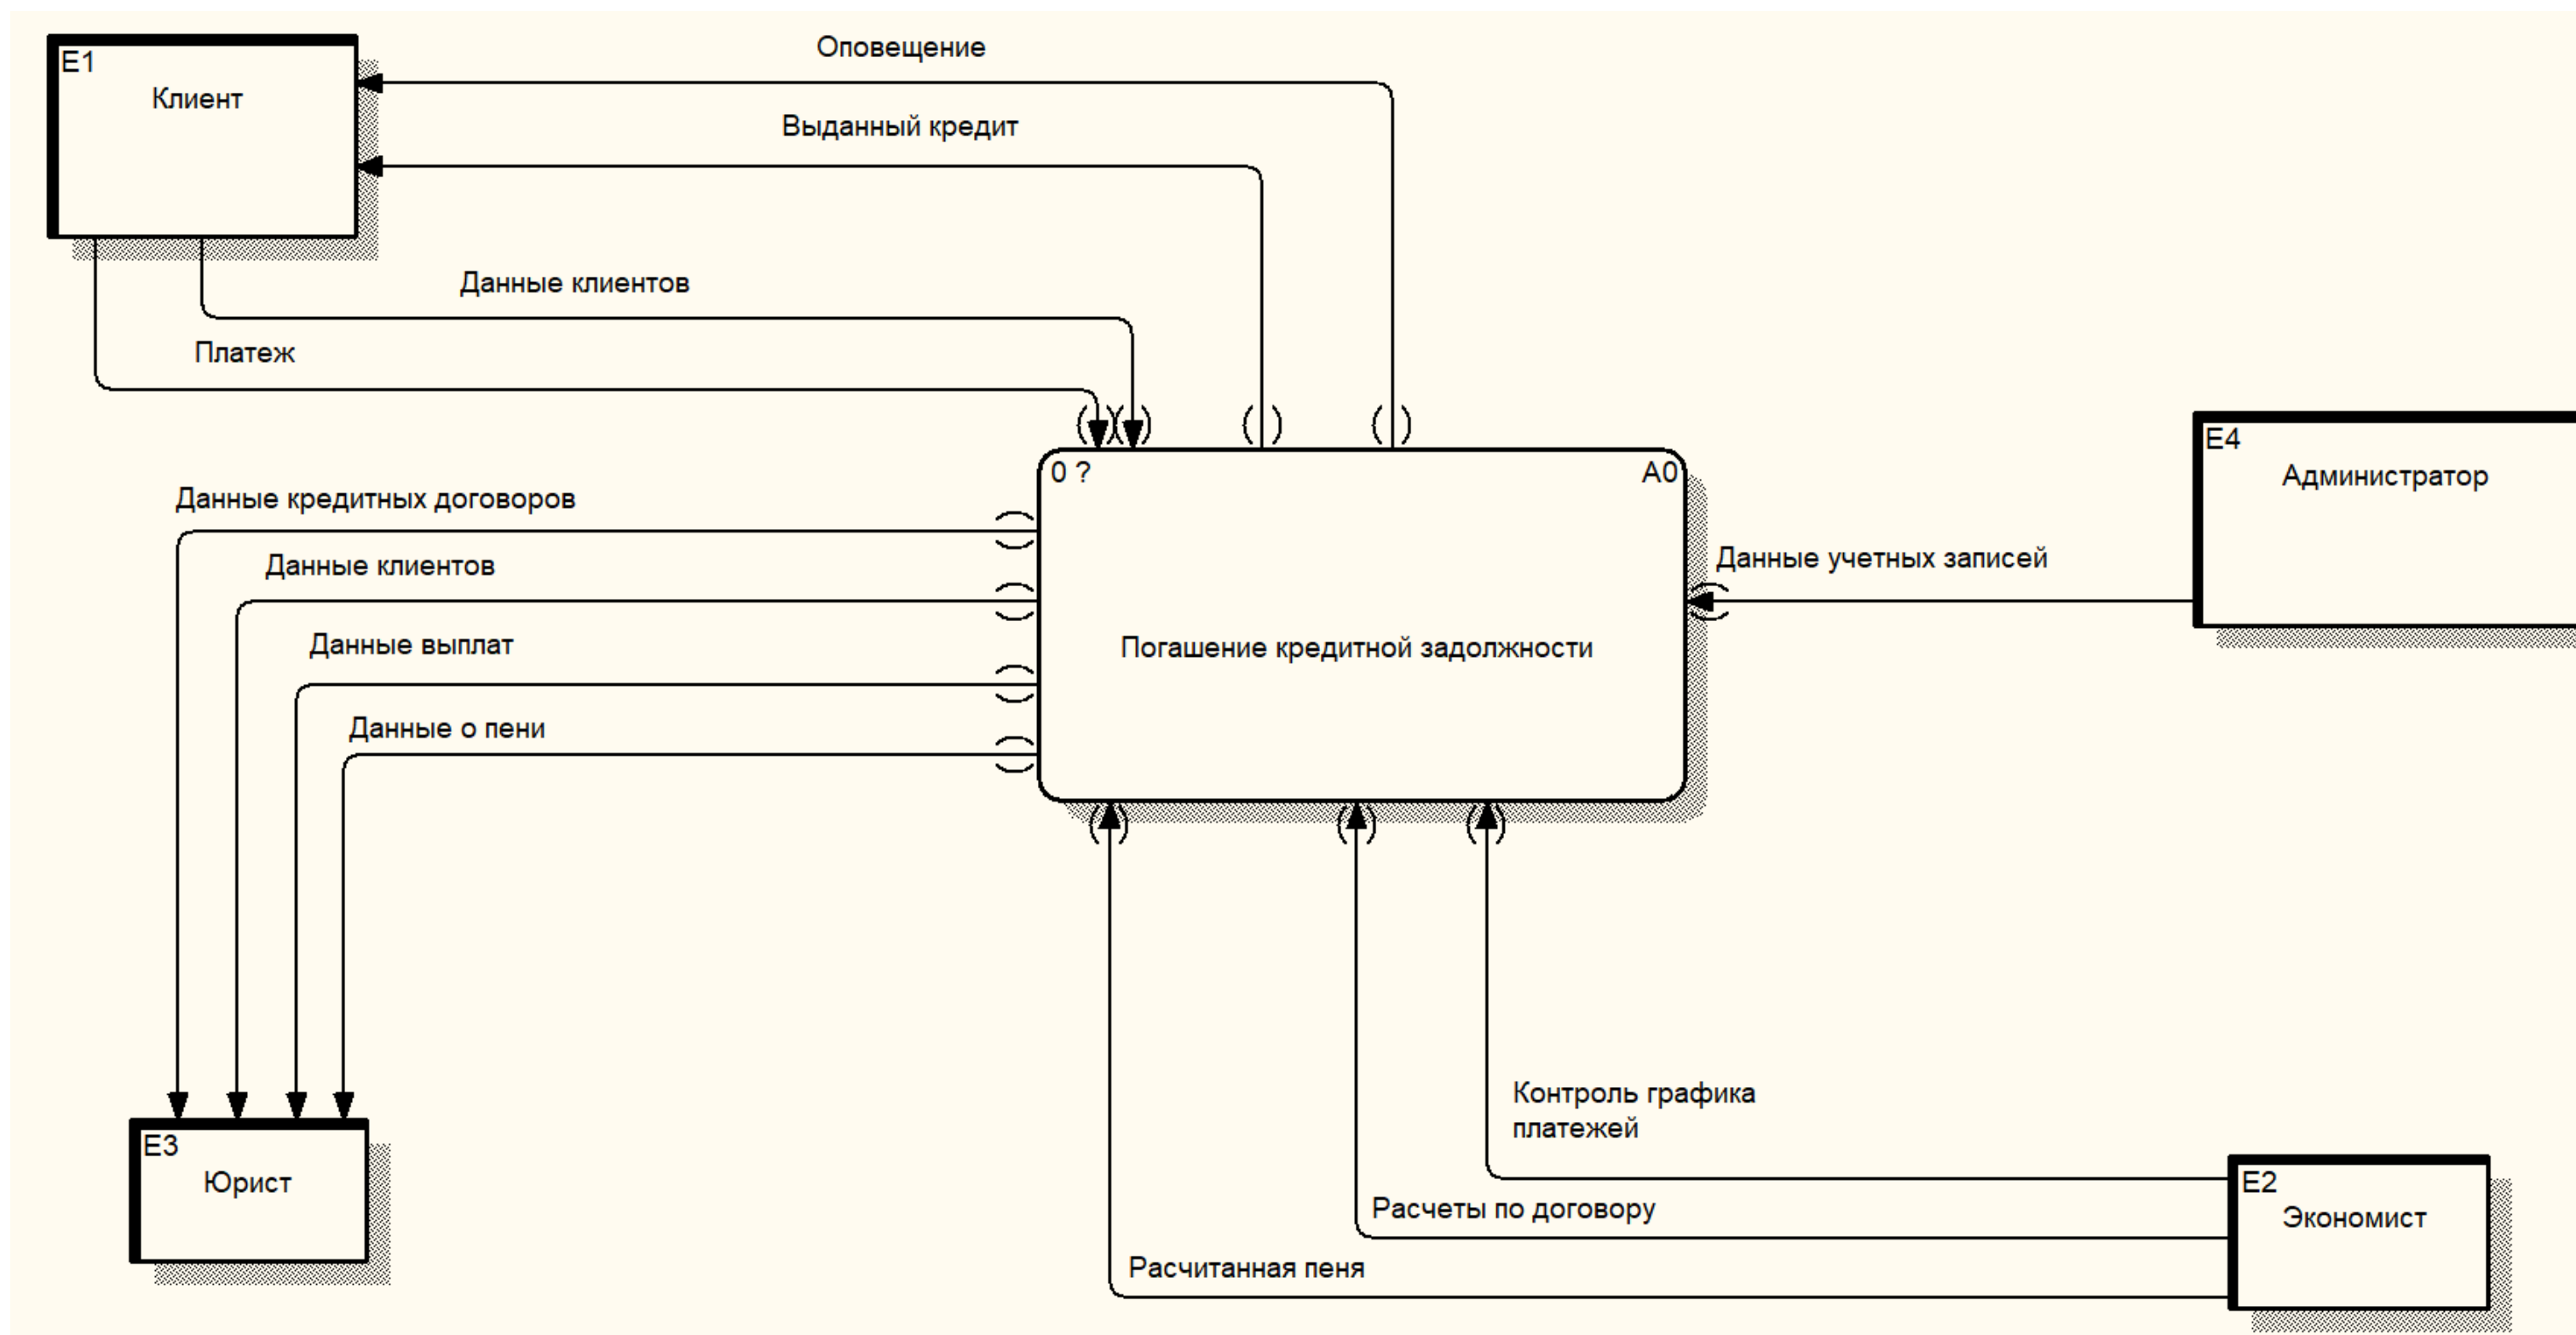 Оповещение
E1
Клиент
Выданный кредит
Данные клиентов
Платеж
E4
Администратор
0 ?
A0
Данные кредитных договоров
Данные клиентов
Данные учетных записей
Данные выплат
Погашение кредитной задолжности
Данные о пени
Контроль графика
платежей
E3
Юрист
E2
Экономист
Расчеты по договору
Расчитанная пеня